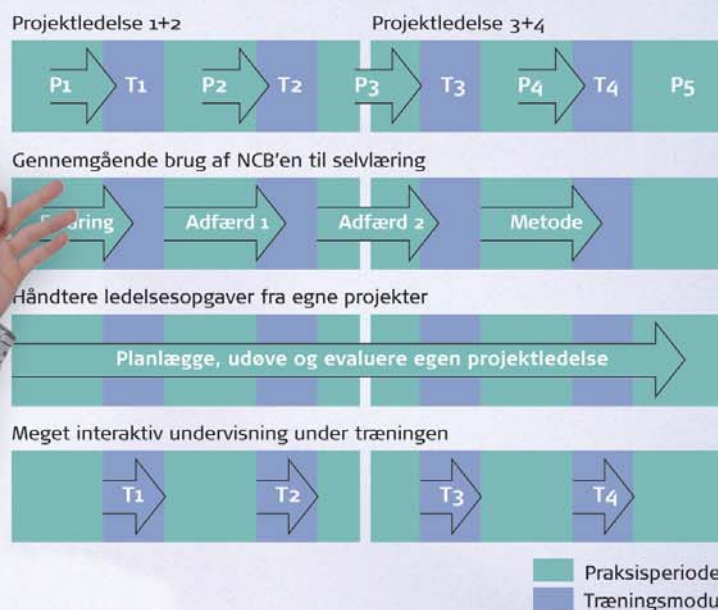 Projektledelse 1+2
Projektledelse 3+4
P1 T1 P2 T2 P3 T3 P4 T4 P5
Gennemgående brug af NCB'en til selvlæring
Adfærd 1 Adfærd 2 Metode
Håndtere ledelsesopgaver fra egne projekter
Planlægge, udøve og evaluere egen projektledelse
Meget interaktiv undervisning under træningen
T1 T2 T3 T4
Praksisperiode
Træningsmodu